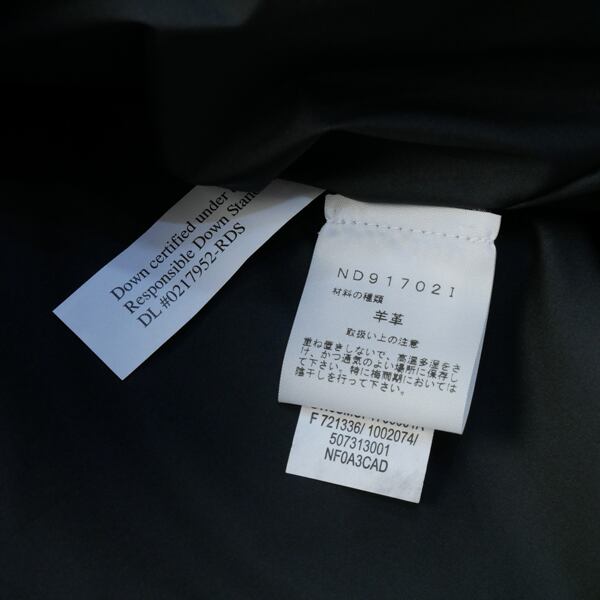 Down certified under
Responsible Down Stan
DL #0217952-RDS
ND91702I
材料の種類
羊革
取扱い上の注意
重ね置きしないで、高温多湿をさ
け、かつ通気のよい場所に保存し
て下さい。特に梅雨期においては
陰干しを行って下さい。
F 721336/ 1002074/
507313001
NF0A3CAD